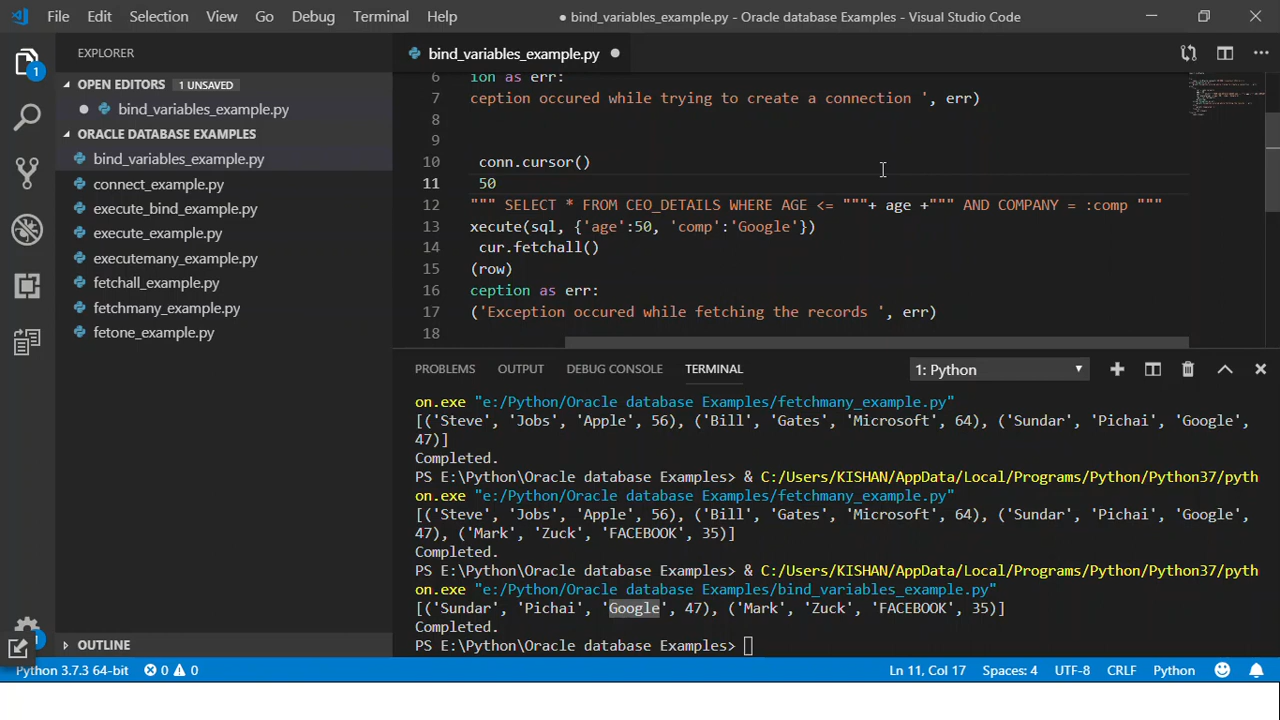 File Edit Selection View Go Debug Terminal Help ● bind_variables_example.py - Oracle database Examples - Visual Studio Code
EXPLORER
OPEN EDITORS 1 UNSAVED
bind_variables_example.py
ORACLE DATABASE EXAMPLES
bind_variables_example.py
connect_example.py
execute_bind_example.py
execute_example.py
executemany_example.py
fetchall_example.py
fetchmany_example.py
fetone_example.py
OUTLINE
1
bind_variables_example.py
6 ion as err:
7 ception occured while trying to create a connection ', err)
8
9
10 conn.cursor()
11 50
12 """ SELECT * FROM CEO_DETAILS WHERE AGE <= """+ age +""" AND COMPANY = :comp """
13 xecute(sql, {'age':50, 'comp':'Google'})
14 cur.fetchall()
15 (row)
16 ception as err:
17 ('Exception occured while fetching the records ', err)
18
PROBLEMS OUTPUT DEBUG CONSOLE TERMINAL 1: Python
on.exe "e:/Python/Oracle database Examples/fetchmany_example.py"
[('Steve', 'Jobs', 'Apple', 56), ('Bill', 'Gates', 'Microsoft', 64), ('Sundar', 'Pichai', 'Google',
47)]
Completed.
PS E:\Python\Oracle database Examples> & C:/Users/KISHAN/AppData/Local/Programs/Python/Python37/pyth
on.exe "e:/Python/Oracle database Examples/fetchmany_example.py"
[('Steve', 'Jobs', 'Apple', 56), ('Bill', 'Gates', 'Microsoft', 64), ('Sundar', 'Pichai', 'Google',
47), ('Mark', 'Zuck', 'FACEBOOK', 35)]
Completed.
PS E:\Python\Oracle database Examples> & C:/Users/KISHAN/AppData/Local/Programs/Python/Python37/pyth
on.exe "e:/Python/Oracle database Examples/bind_variables_example.py"
[('Sundar', 'Pichai', 'Google', 47), ('Mark', 'Zuck', 'FACEBOOK', 35)]
Completed.
PS E:\Python\Oracle database Examples>
Python 3.7.3 64-bit 0 0 Ln 11, Col 17 Spaces: 4 UTF-8 CRLF Python